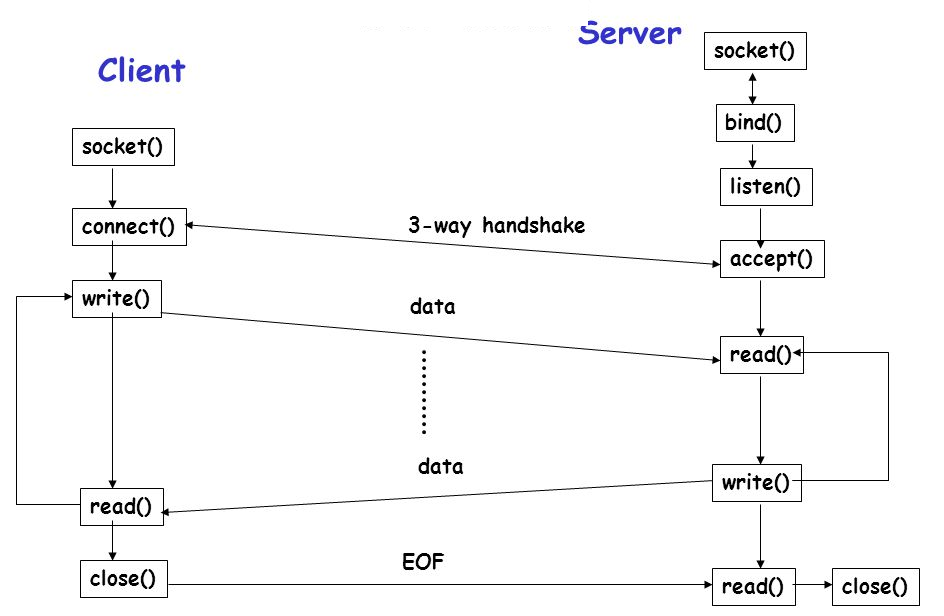 Server
Client
socket()
bind()
listen()
accept()
read()
write()
read()
close()
socket()
connect()
write()
read()
close()
3-way handshake
data
data
EOF